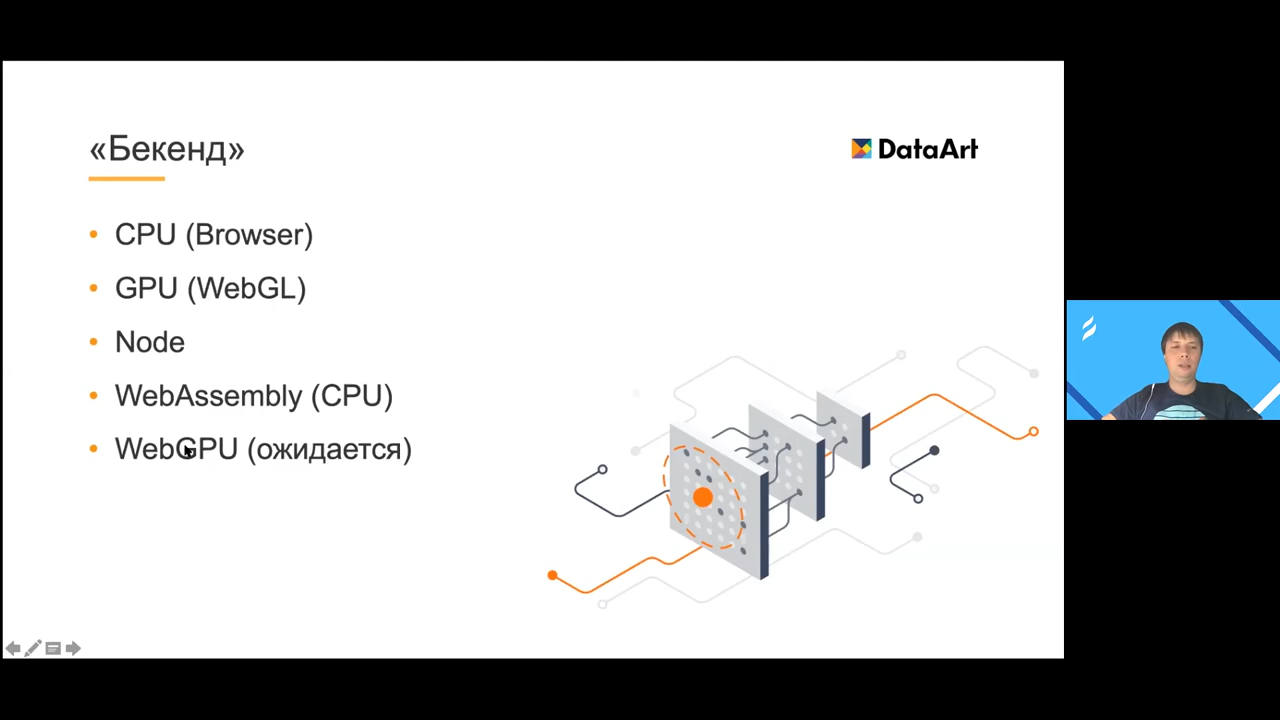 «Бекенд»
DataArt
CPU (Browser)
GPU (WebGL)
Node
WebAssembly (CPU)
WebGPU (ожидается)